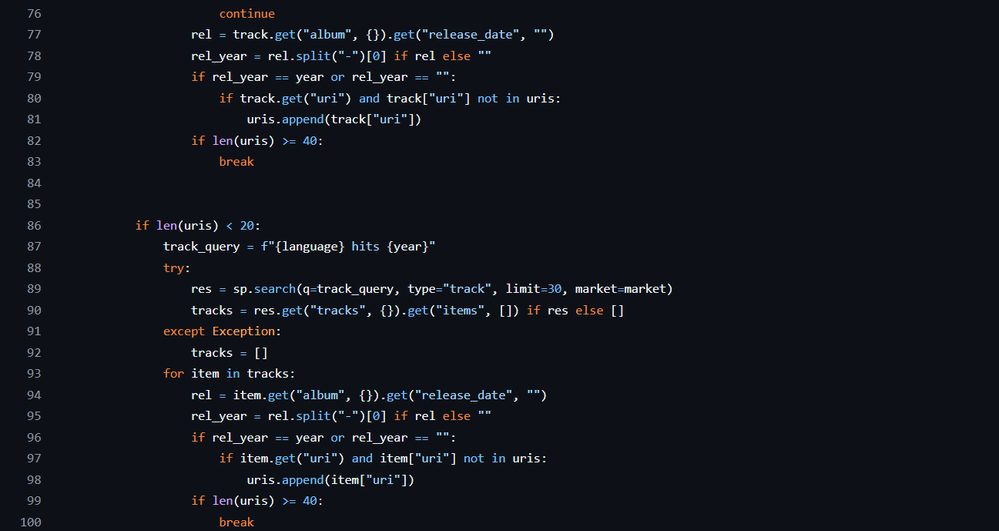 76                         continue
77                     rel = track.get("album", {}).get("release_date", "")
78                     rel_year = rel.split("-")[0] if rel else ""
79                     if rel_year == year or rel_year == "":
80                         if track.get("uri") and track["uri"] not in uris:
81                             uris.append(track["uri"])
82                     if len(uris) >= 40:
83                         break
84
85
86             if len(uris) < 20:
87                 track_query = f"{language} hits {year}"
88                 try:
89                     res = sp.search(q=track_query, type="track", limit=30, market=market)
90                     tracks = res.get("tracks", {}).get("items", []) if res else []
91                 except Exception:
92                     tracks = []
93                 for item in tracks:
94                     rel = item.get("album", {}).get("release_date", "")
95                     rel_year = rel.split("-")[0] if rel else ""
96                     if rel_year == year or rel_year == "":
97                         if item.get("uri") and item["uri"] not in uris:
98                             uris.append(item["uri"])
99                     if len(uris) >= 40:
100                         break